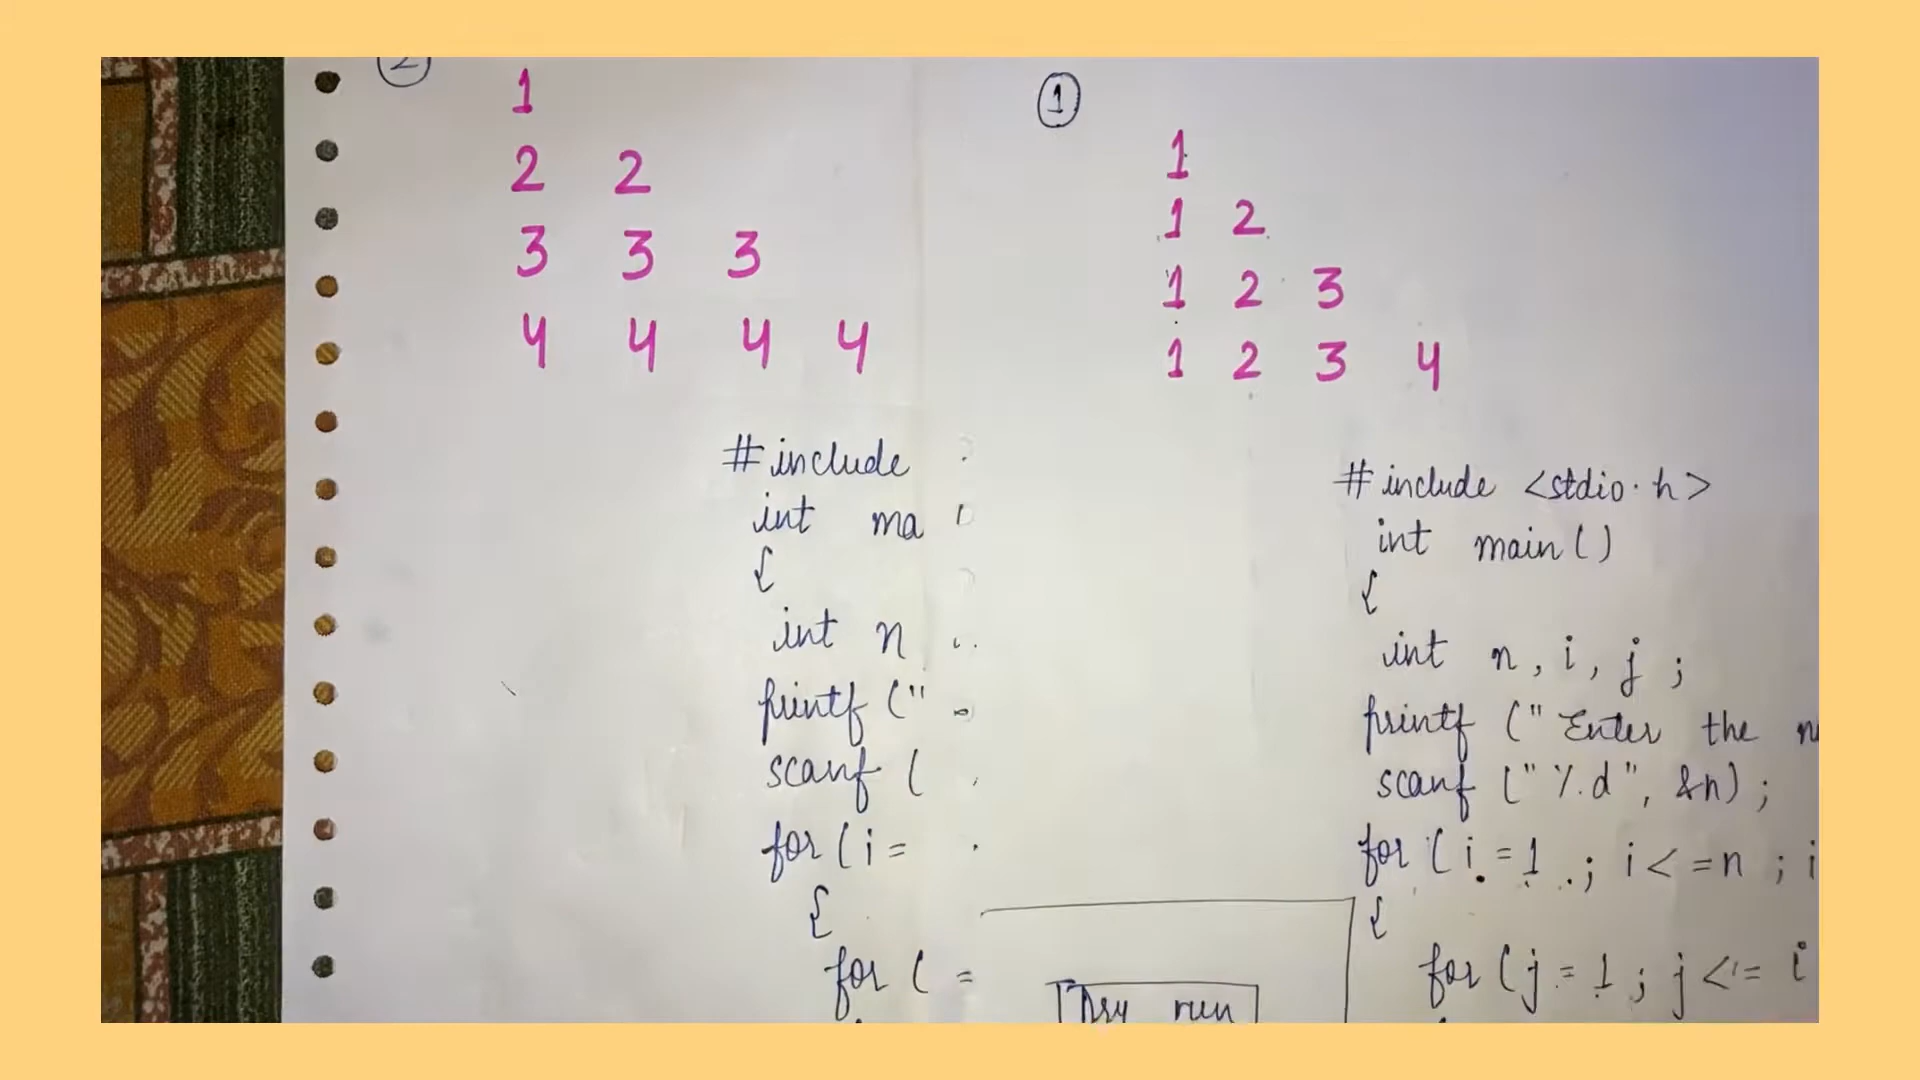 2
1
2 2
3 3 3
4 4 4 4
#include
int ma
{
int n
printf ("
scanf (
for (i =
{
for ( =
1
1
1 2
1 2 3
1 2 3 4
#include <stdio.h>
int main()
{
int n, i, j;
printf ("Enter the
scanf ("%d", &n);
for (i = 1 ; i <= n ; i
{
for (j = 1 ; j <= i
Dry run